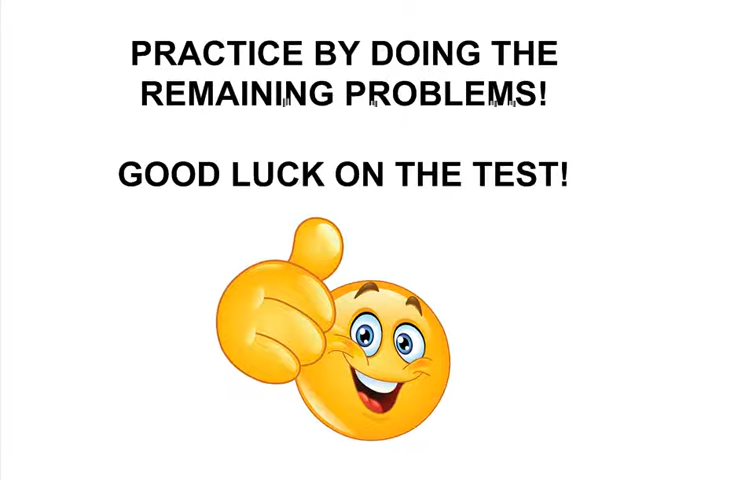 PRACTICE BY DOING THE
REMAINING PROBLEMS!
GOOD LUCK ON THE TEST!